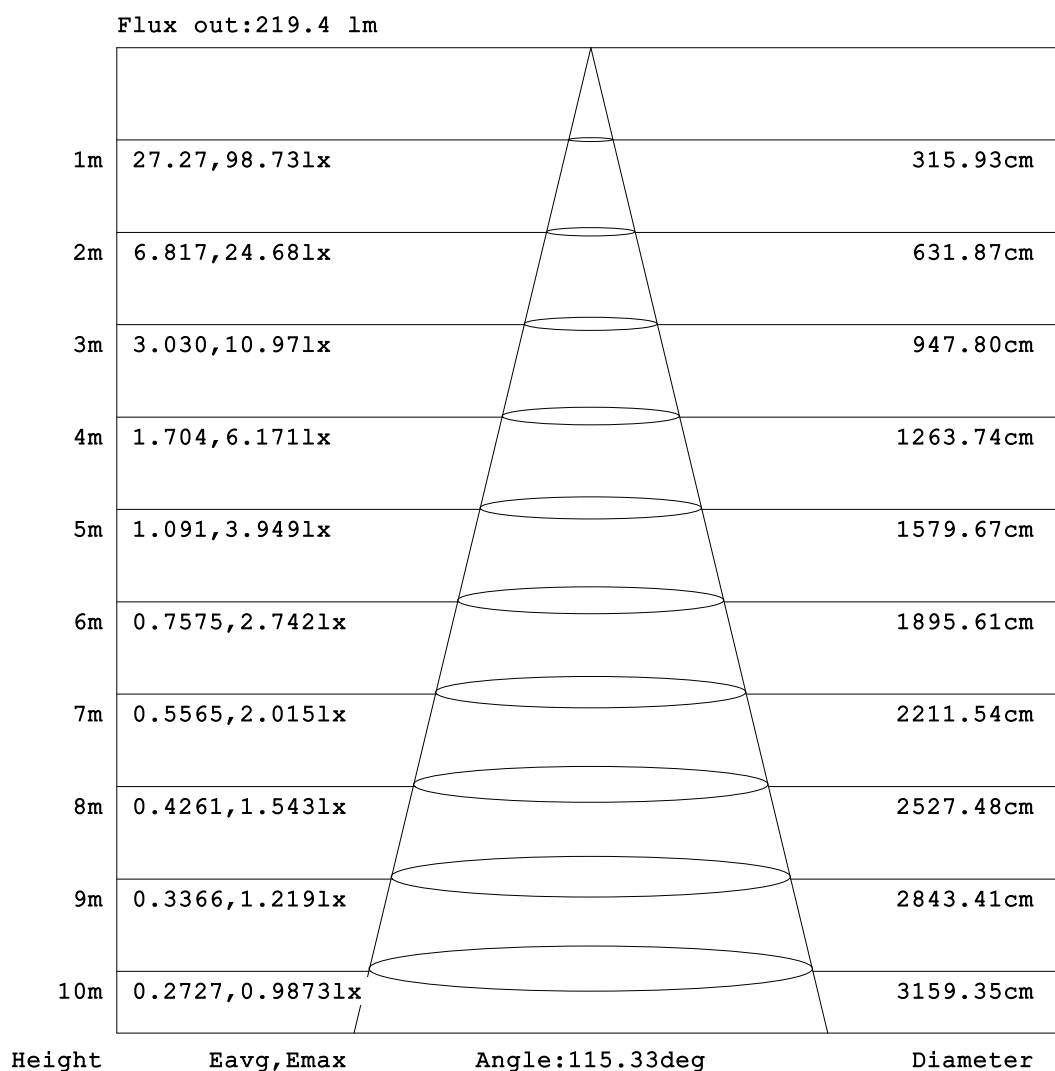 Flux out:219.4 lm
1m 27.27,98.73lx 315.93cm
2m 6.817,24.68lx 631.87cm
3m 3.030,10.97lx 947.80cm
4m 1.704,6.171lx 1263.74cm
5m 1.091,3.949lx 1579.67cm
6m 0.7575,2.742lx 1895.61cm
7m 0.5565,2.015lx 2211.54cm
8m 0.4261,1.543lx 2527.48cm
9m 0.3366,1.219lx 2843.41cm
10m 0.2727,0.9873lx 3159.35cm
Height Eavg,Emax Angle:115.33deg Diameter